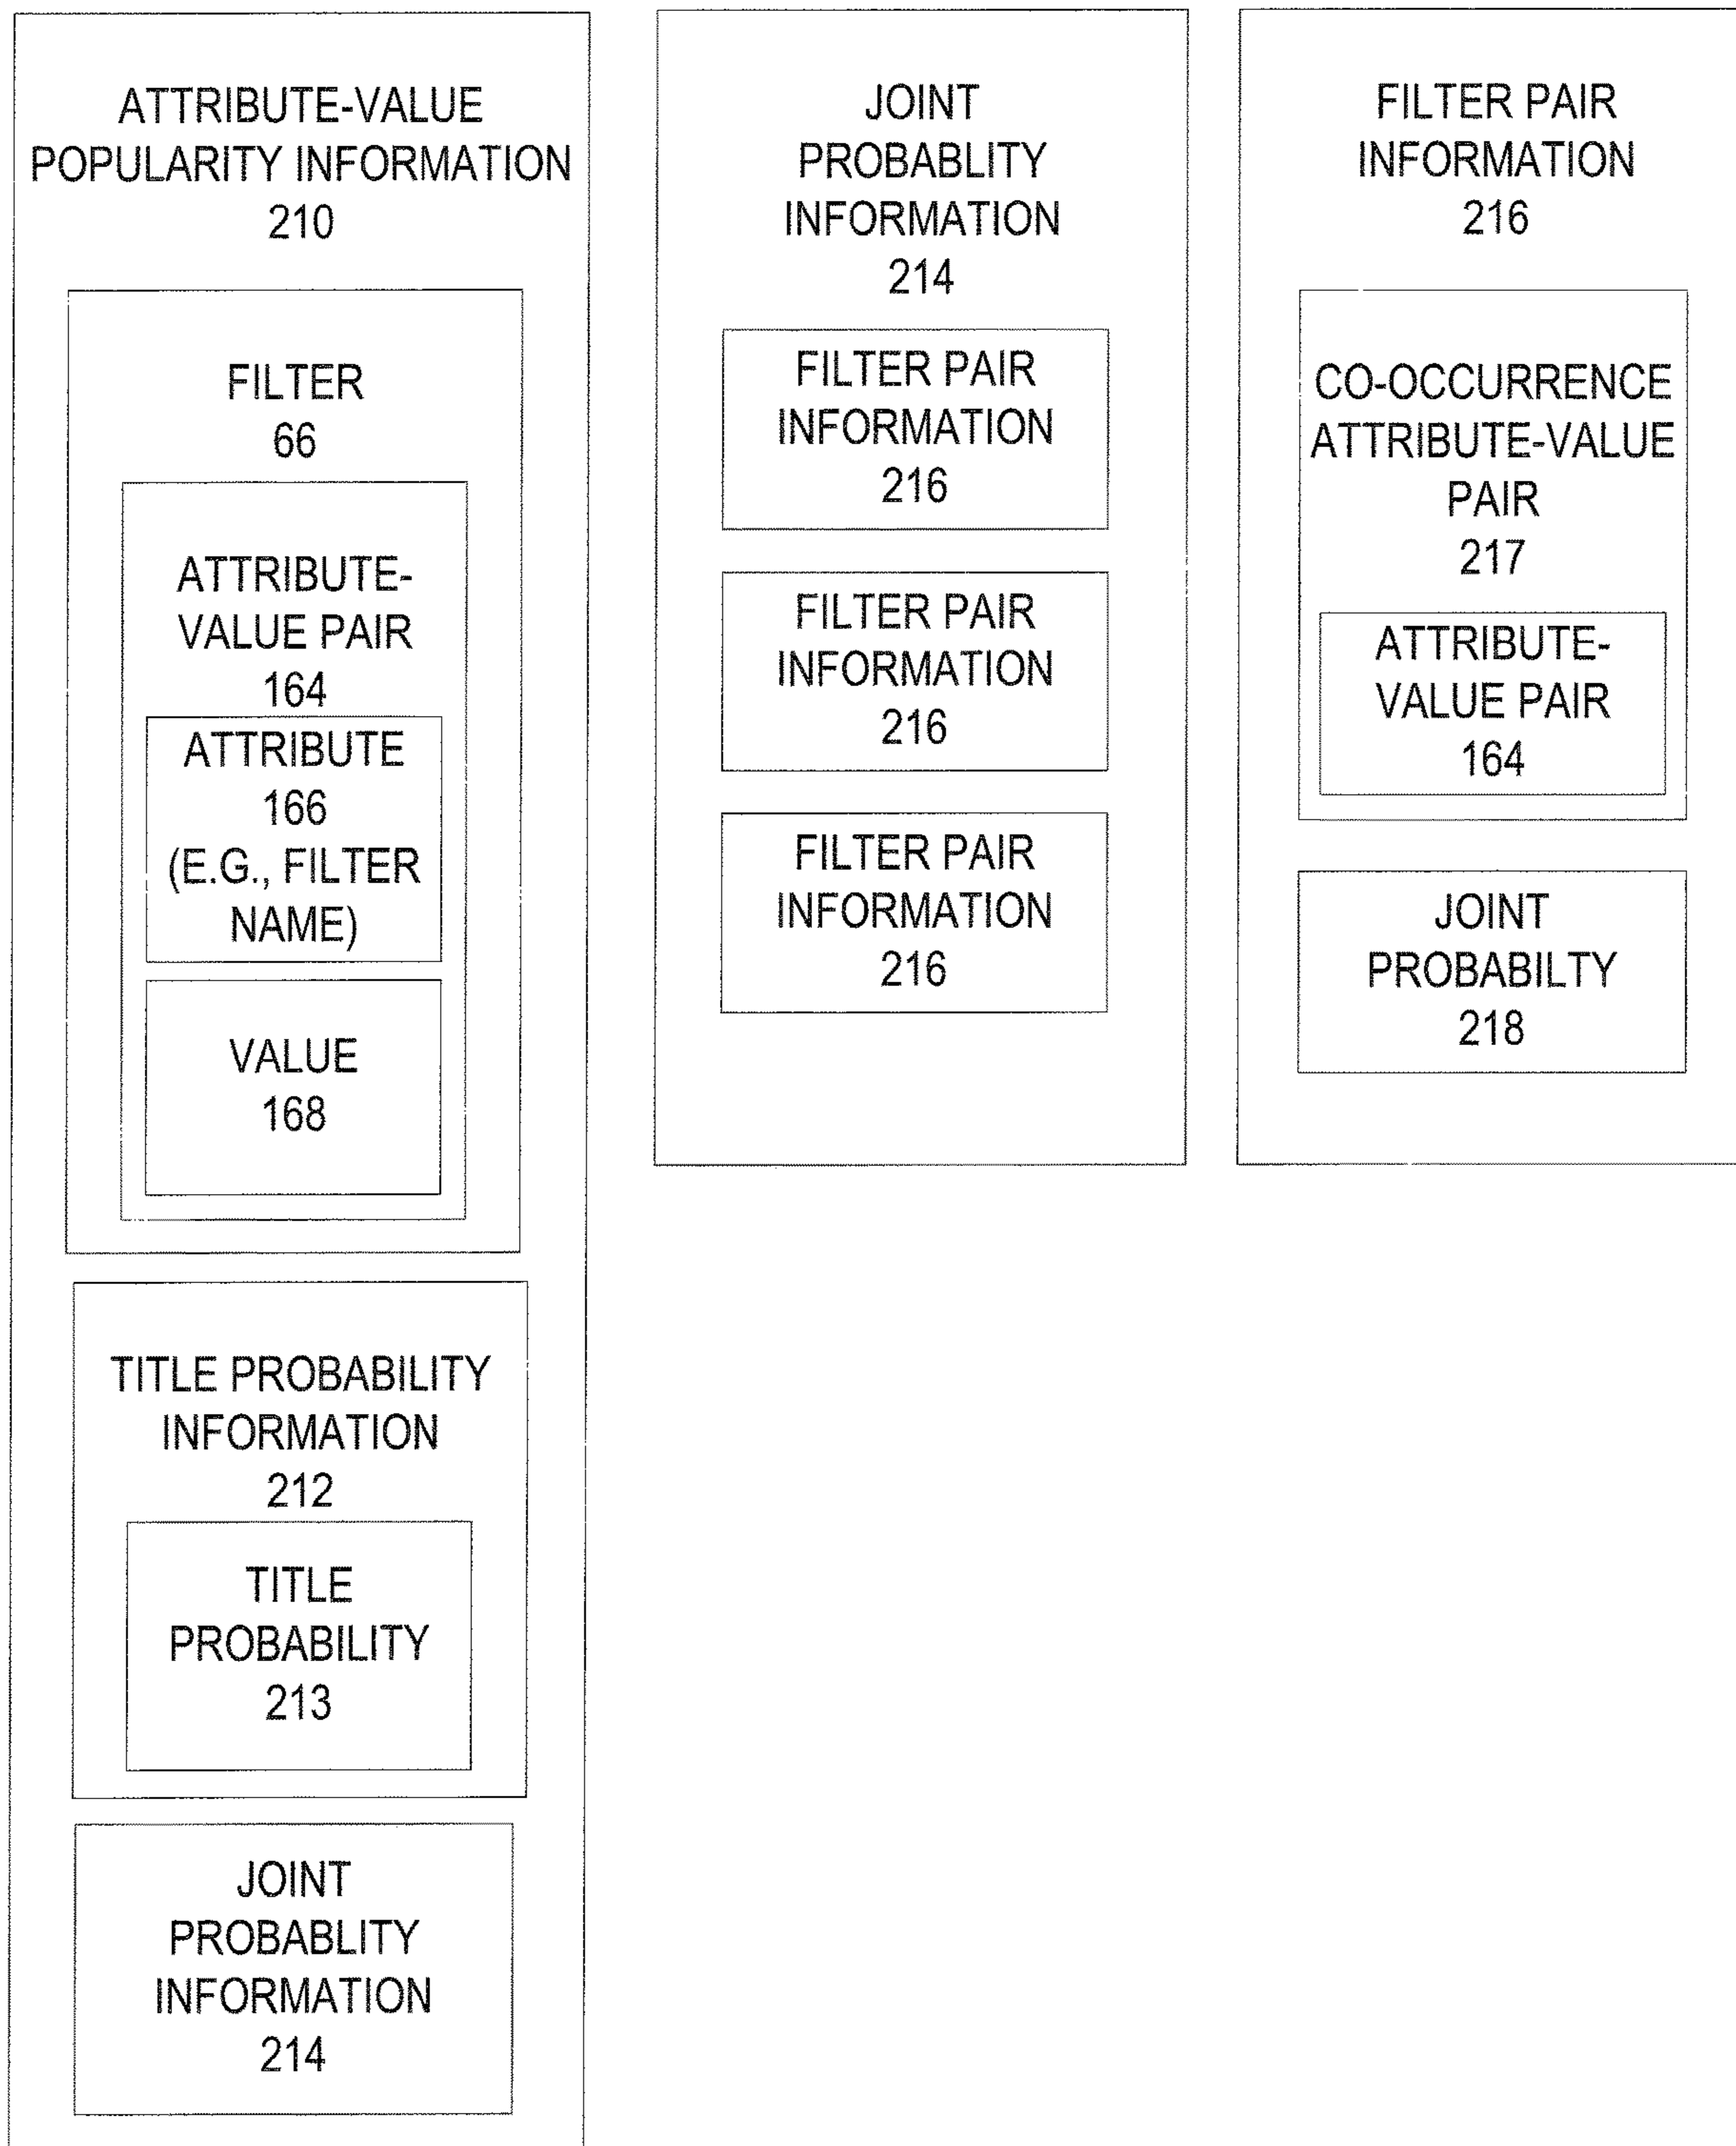 ATTRIBUTE-VALUE
POPULARITY INFORMATION
210
FILTER
66
ATTRIBUTE-
VALUE PAIR
164
ATTRIBUTE
166
(E.G., FILTER
NAME)
VALUE
168
TITLE PROBABILITY
INFORMATION
212
TITLE
PROBABILITY
213
JOINT
PROBABLITY
INFORMATION
214
JOINT
PROBABLITY
INFORMATION
214
FILTER PAIR
INFORMATION
216
FILTER PAIR
INFORMATION
216
FILTER PAIR
INFORMATION
216
FILTER PAIR
INFORMATION
216
CO-OCCURRENCE
ATTRIBUTE-VALUE
PAIR
217
ATTRIBUTE-
VALUE PAIR
164
JOINT
PROBABILTY
218